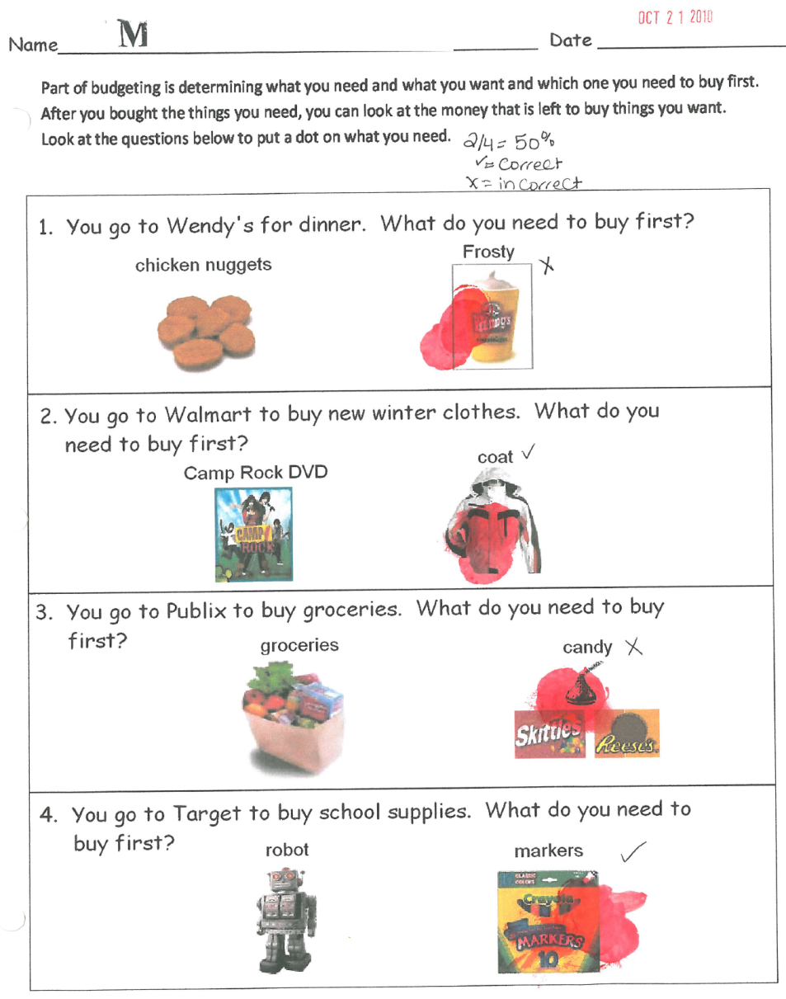 OCT 21 2010
Name M Date
Part of budgeting is determining what you need and what you want and which one you need to buy first.
After you bought the things you need, you can look at the money that is left to buy things you want.
Look at the questions below to put a dot on what you need. 2/4= 50%
✓= Correct
X= in Correct
1. You go to Wendy's for dinner. What do you need to buy first?
chicken nuggets
Frosty X
Wendy's
2. You go to Walmart to buy new winter clothes. What do you
need to buy first?
Camp Rock DVD
coat ✓
CAMP
ROCK
3. You go to Publix to buy groceries. What do you need to buy
first?
groceries
candy X
Skittles
Reese's
4. You go to Target to buy school supplies. What do you need to
buy first?
robot
markers ✓
CLASSIC
COLORS
Crayola
MARKERS
10